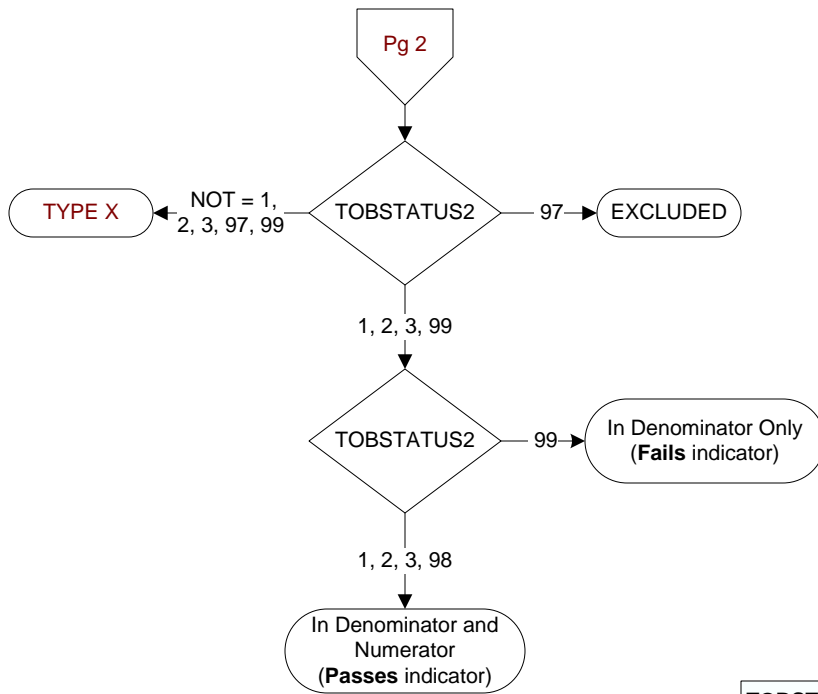 Pg 2
TYPE X
NOT = 1,
2, 3, 97, 99
TOBSTATUS2
97
EXCLUDED
1, 2, 3, 99
TOBSTATUS2
99
In Denominator Only
(Fails indicator)
1, 2, 3, 98
In Denominator and
Numerator
(Passes indicator)